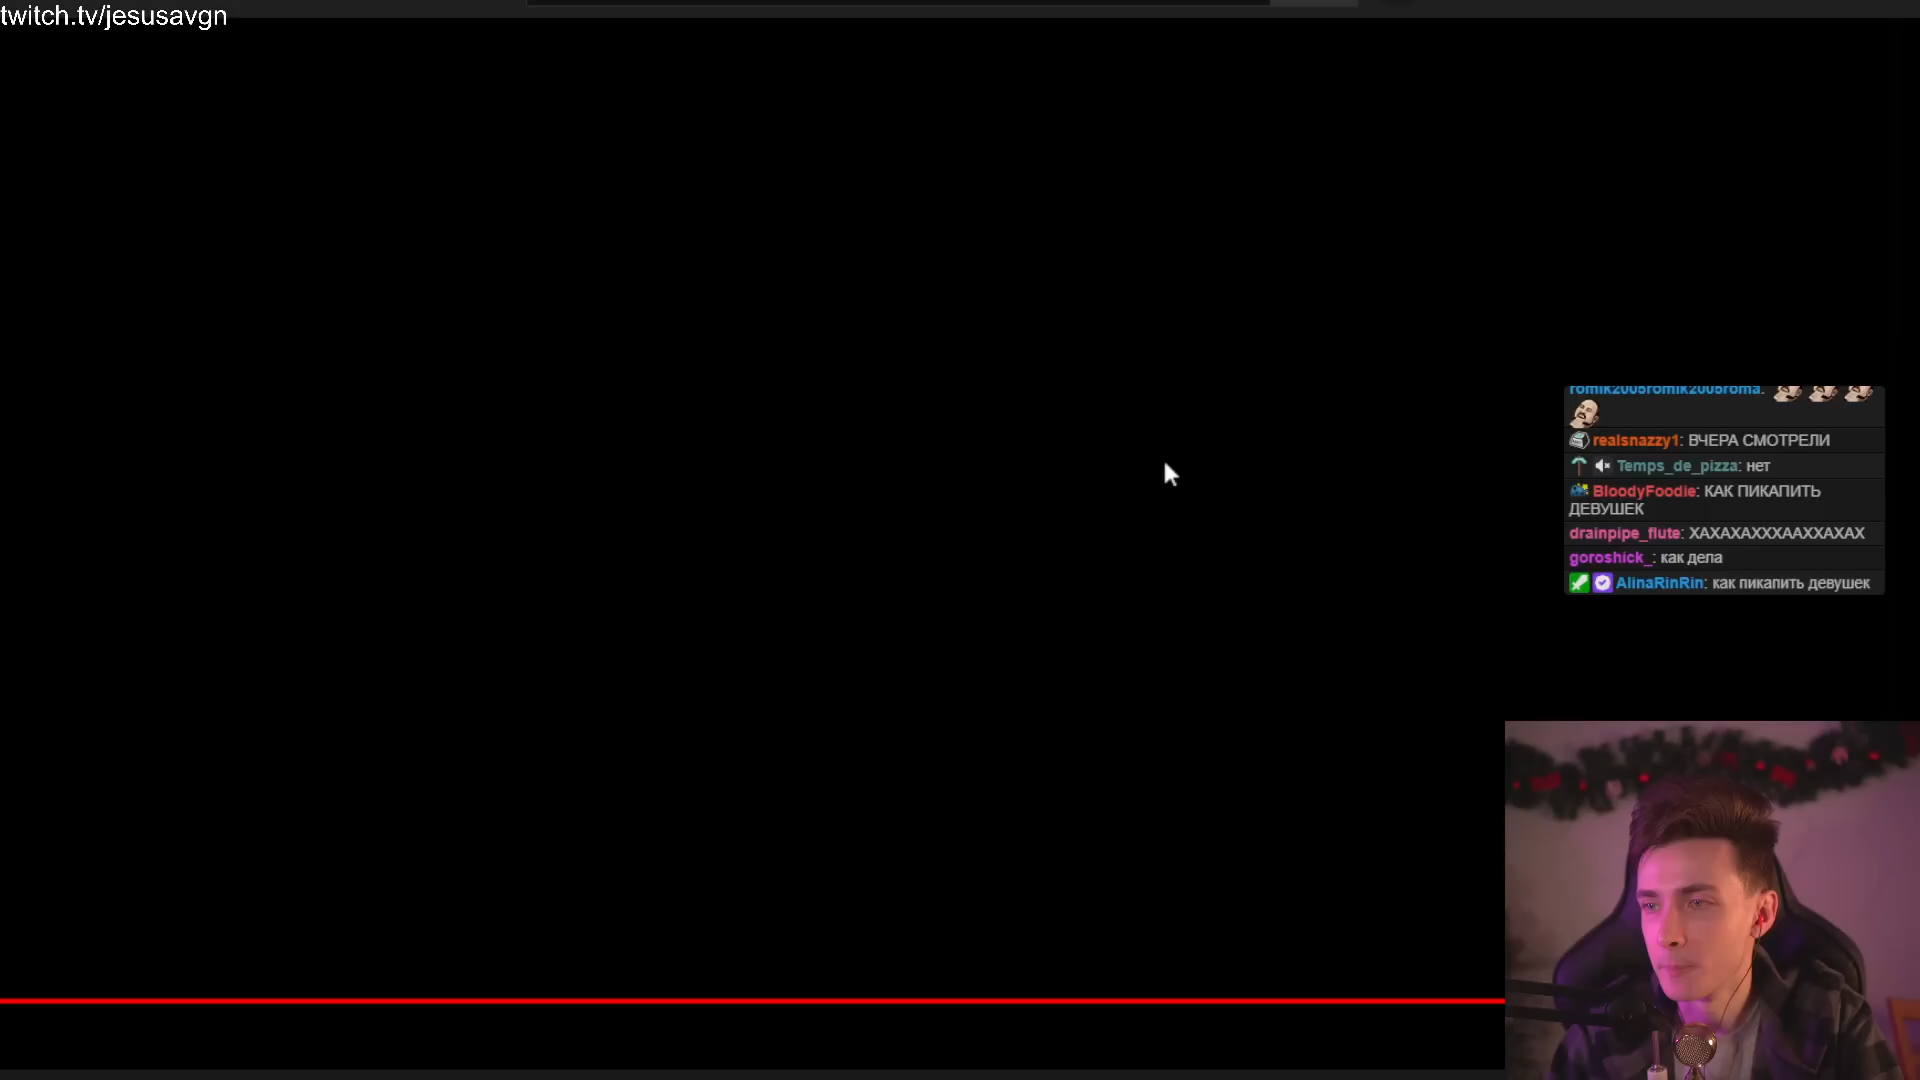 twitch.tv/jesusavgn
romik2005romik2005roma:
realsnazzy1: ВЧЕРА СМОТРЕЛИ
Temps_de_pizza: нет
BloodyFoodie: КАК ПИКАПИТЬ
ДЕВУШЕК
drainpipe_flute: ХАХАХАХХХААХХАХАХ
goroshick_: как дела
AlinaRinRin: как пикапить девушек